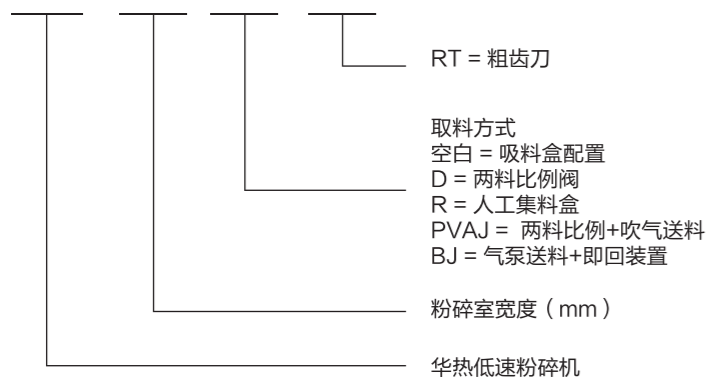 RT = 粗齿刀
取料方式
空白 = 吸料盒配置
D = 两料比例阀
R = 人工集料盒
PVAJ = 两料比例+吹气送料
BJ = 气泵送料+即回装置
粉碎室宽度（mm）
华热低速粉碎机